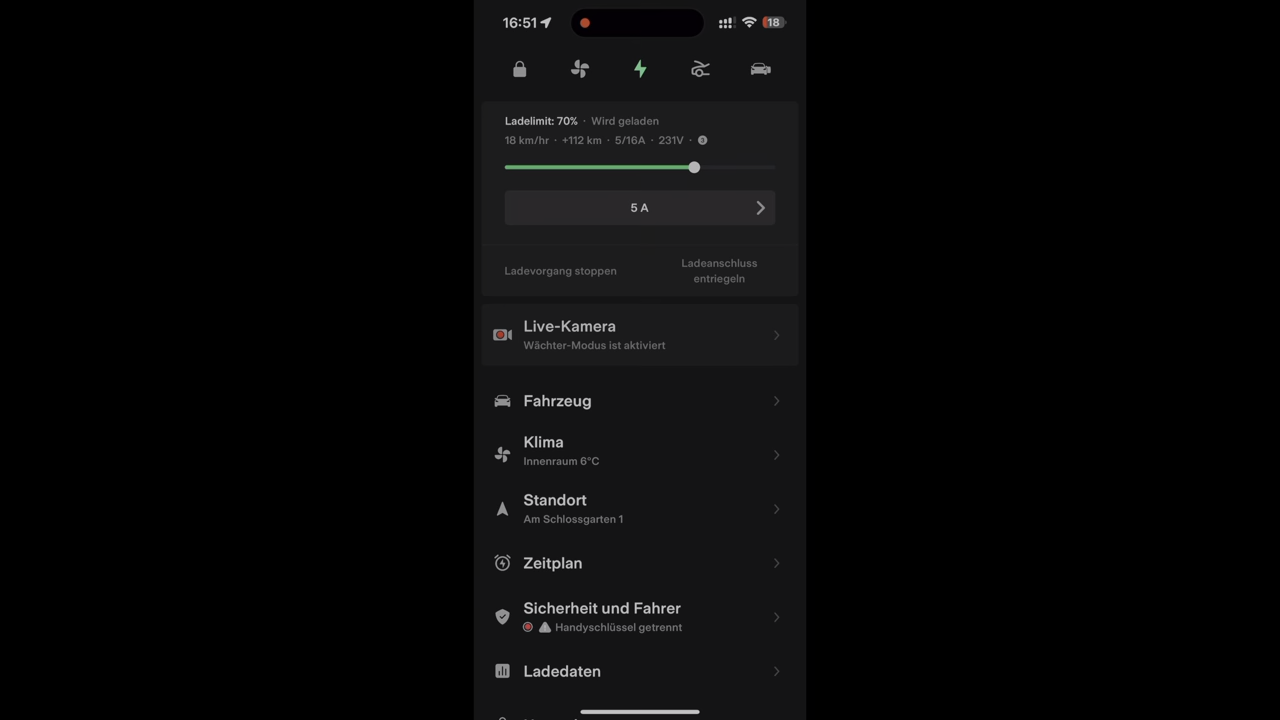 16:51
18
Ladelimit: 70% · Wird geladen
18 km/hr · +112 km · 5/16A · 231V · 3
5 A
Ladevorgang stoppen
Ladeanschluss
entriegeln
Live-Kamera
Wächter-Modus ist aktiviert
Fahrzeug
Klima
Innenraum 6°C
Standort
Am Schlossgarten 1
Zeitplan
Sicherheit und Fahrer
Handyschlüssel getrennt
Ladedaten